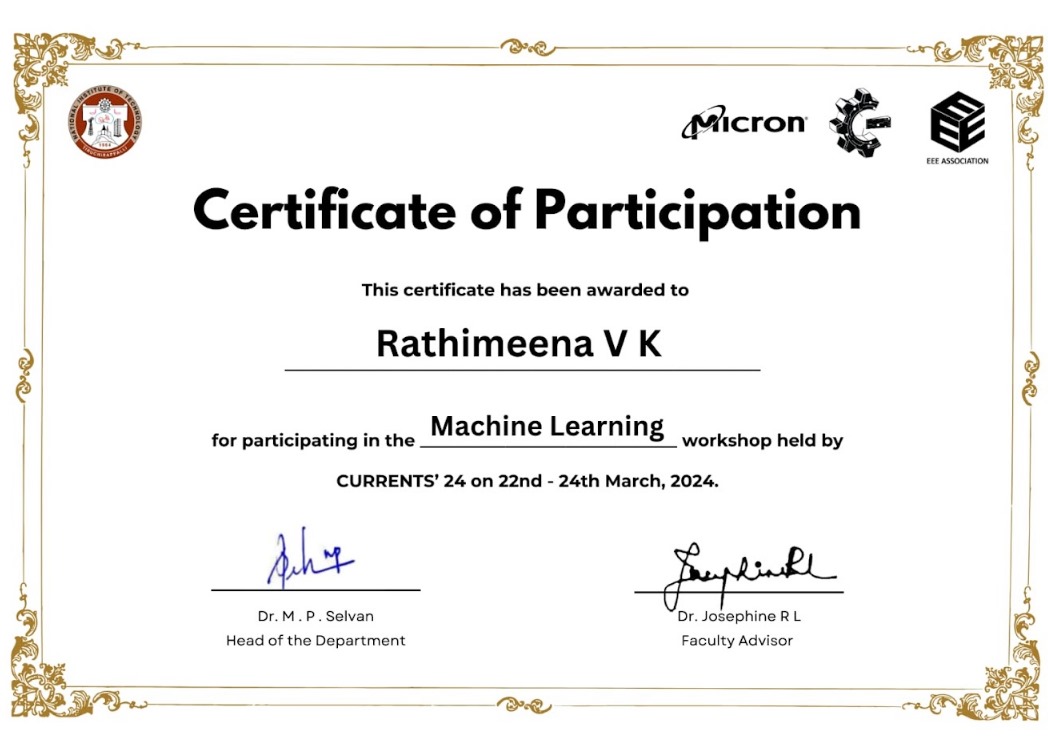 NATIONAL INSTITUTE OF TECHNOLOGY
1964
TIRUCHIRAPPALLI
Micron
EEE
EEE ASSOCIATION
Certificate of Participation
This certificate has been awarded to
Rathimeena V K
for participating in the Machine Learning workshop held by
CURRENTS’ 24 on 22nd - 24th March, 2024.
Dr. M . P . Selvan
Head of the Department
Josephine R L
Dr. Josephine R L
Faculty Advisor